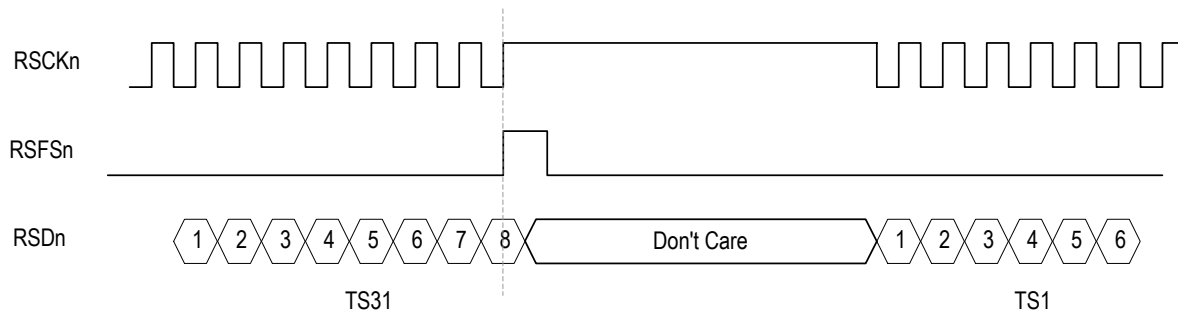 RSCKn
RSFSn
RSDn 1 2 3 4 5 6 7 8 Don't Care 1 2 3 4 5 6
TS31 TS1